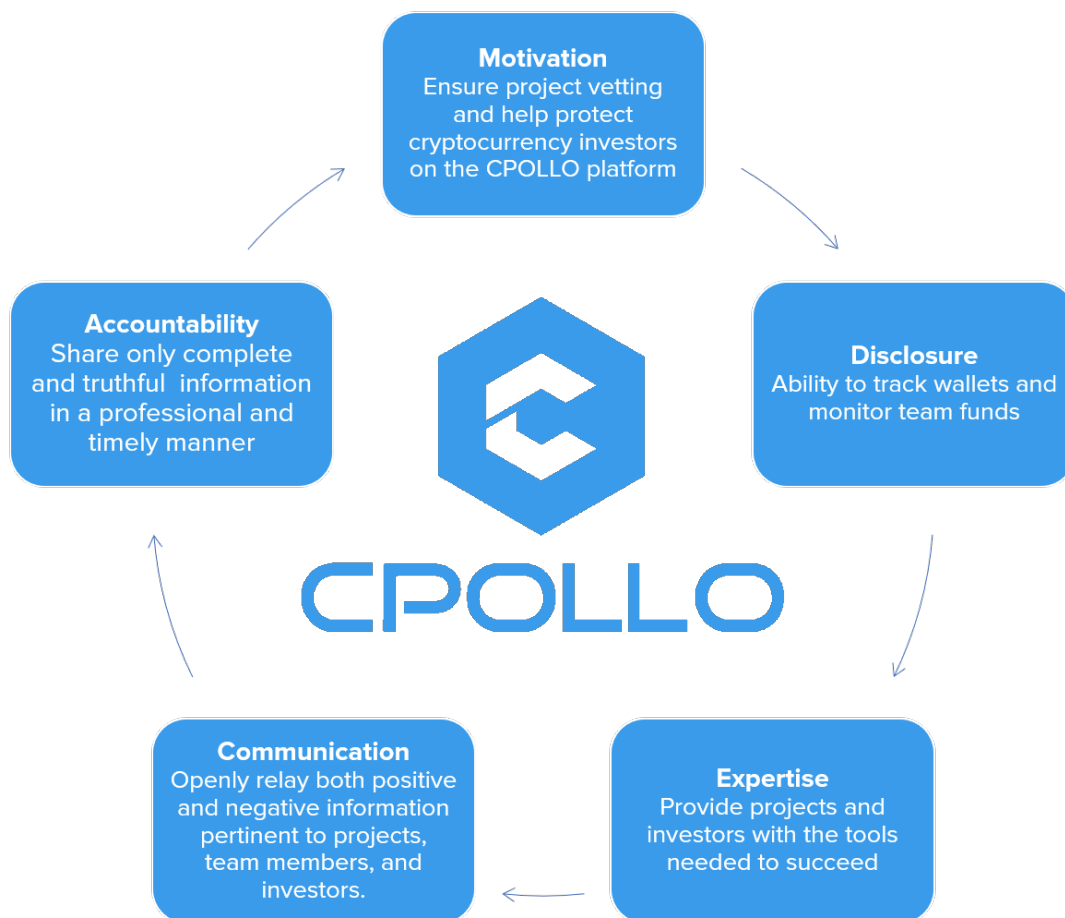 Motivation
Ensure project vetting
and help protect
cryptocurrency investors
on the CPOLLO platform
Disclosure
Ability to track wallets and
monitor team funds
Expertise
Provide projects and
investors with the tools
needed to succeed
Communication
Openly relay both positive
and negative information
pertinent to projects,
team members, and
investors.
Accountability
Share only complete
and truthful  information
in a professional and
timely manner
CPOLLO